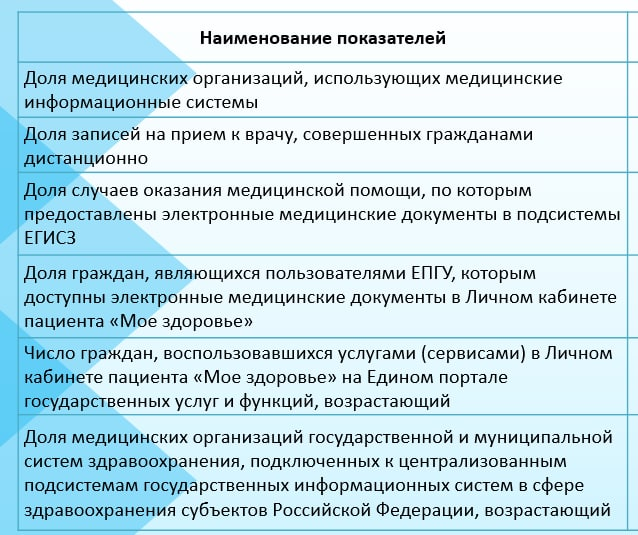 Наименование показателей
Доля медицинских организаций, использующих медицинские
информационные системы
Доля записей на прием к врачу, совершенных гражданами
дистанционно
Доля случаев оказания медицинской помощи, по которым
предоставлены электронные медицинские документы в подсистемы
ЕГИСЗ
Доля граждан, являющихся пользователями ЕПГУ, которым
доступны электронные медицинские документы в Личном кабинете
пациента «Мое здоровье»
Число граждан, воспользовавшихся услугами (сервисами) в Личном
кабинете пациента «Мое здоровье» на Едином портале
государственных услуг и функций, возрастающий
Доля медицинских организаций государственной и муниципальной
систем здравоохранения, подключенных к централизованным
подсистемам государственных информационных систем в сфере
здравоохранения субъектов Российской Федерации, возрастающий